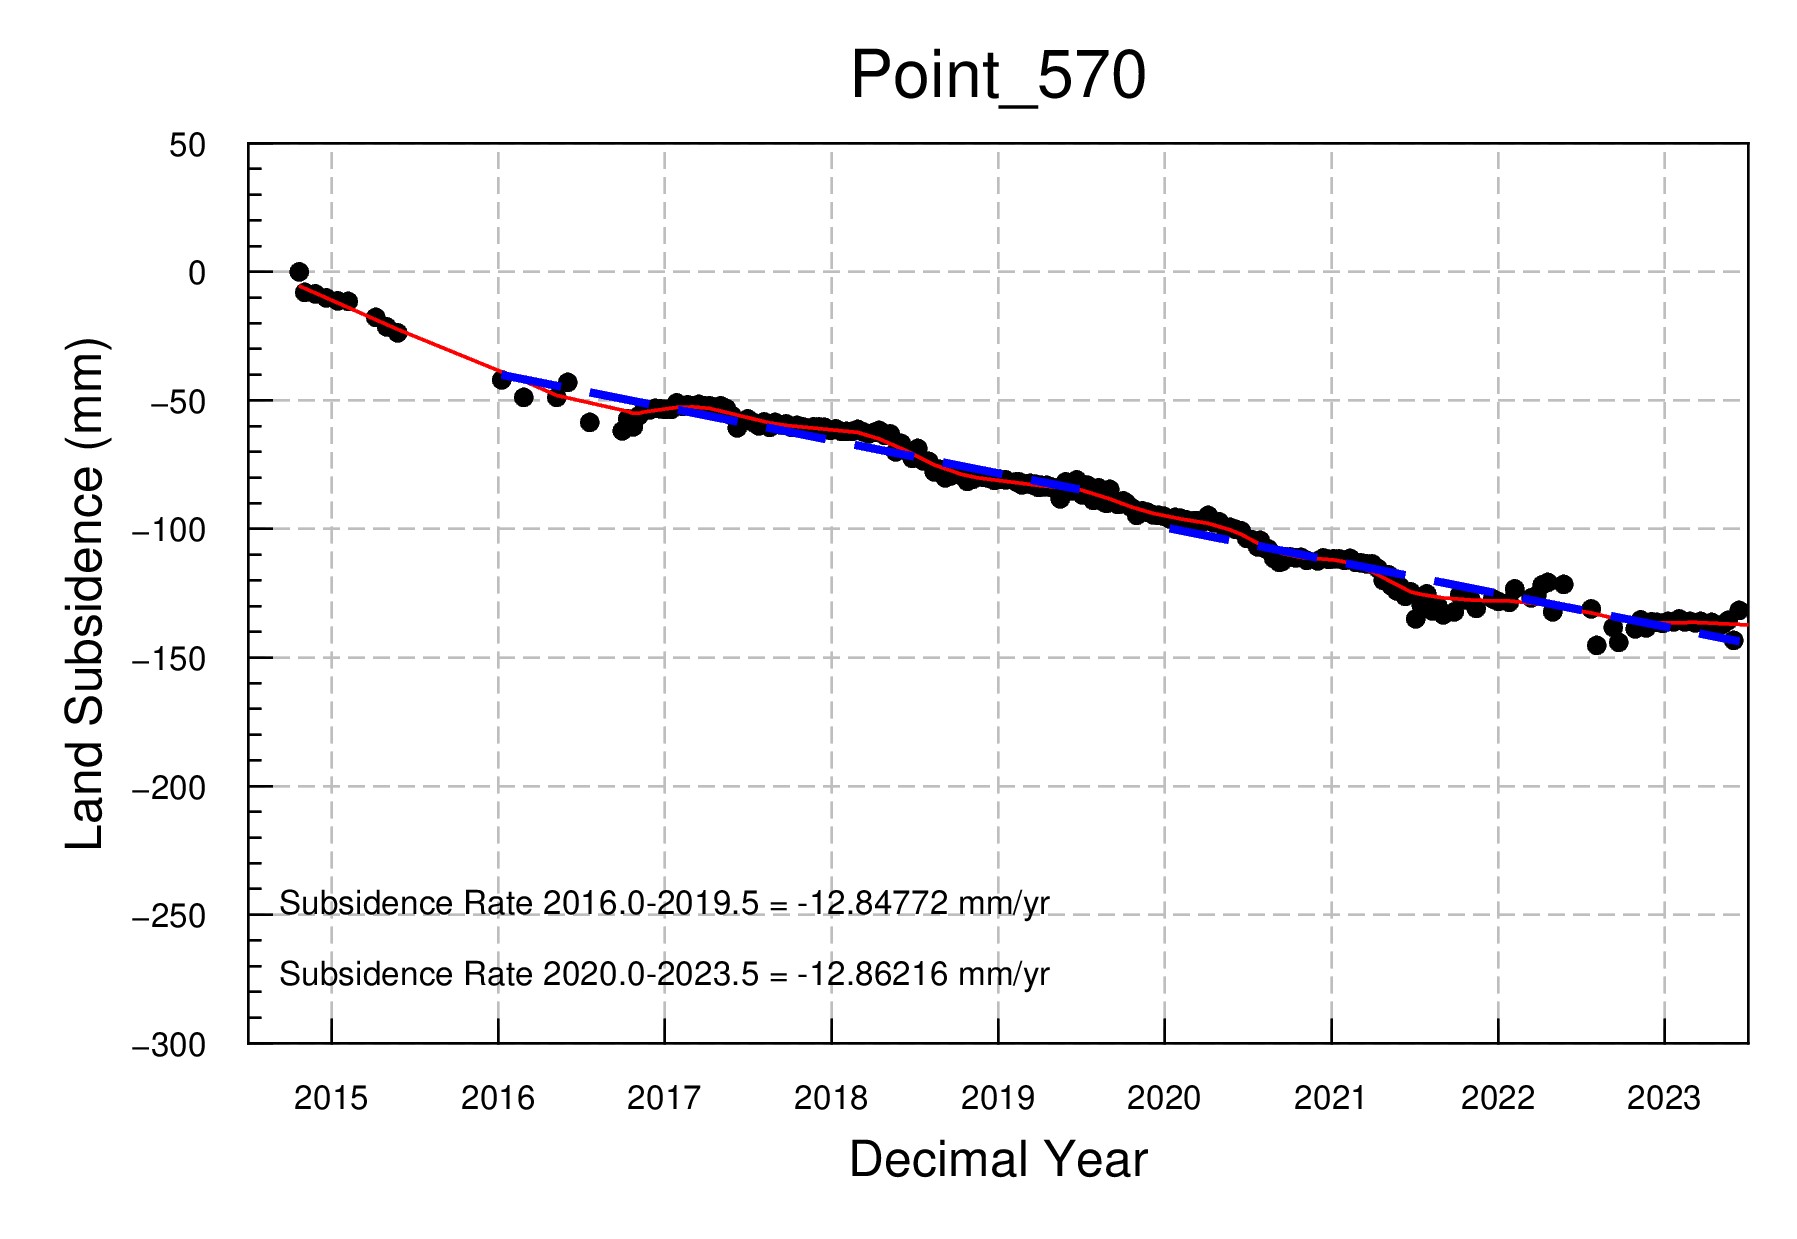 Point_570
50
0
−50
−100
−150
−200
−250
−300
Land Subsidence (mm)
Subsidence Rate 2016.0-2019.5 = -12.84772 mm/yr
Subsidence Rate 2020.0-2023.5 = -12.86216 mm/yr
2015 2016 2017 2018 2019 2020 2021 2022 2023
Decimal Year